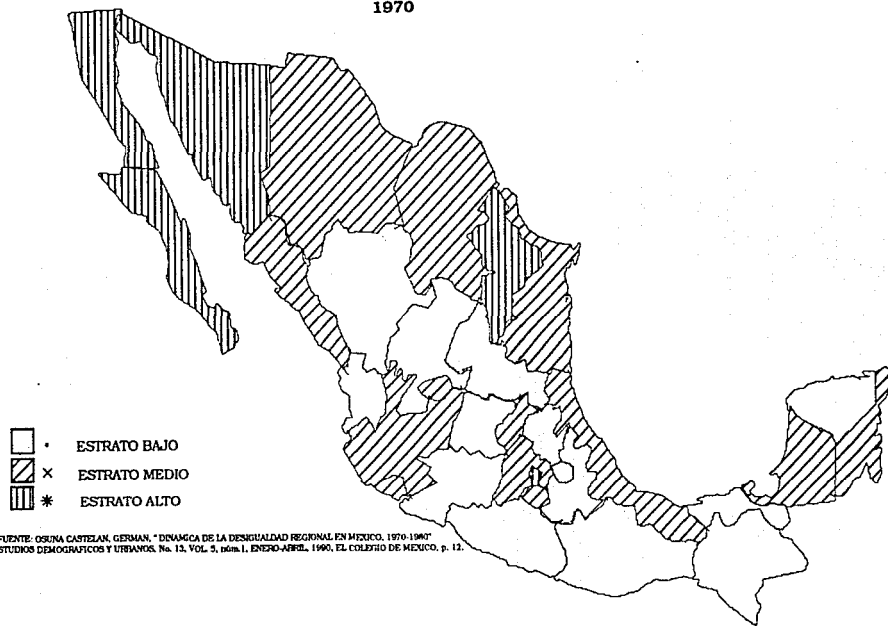 1970
• ESTRATO BAJO
× ESTRATO MEDIO
* ESTRATO ALTO
FUENTE: OSUNA CASTELAN, GERMAN, " DINAMICA DE LA DESIGUALDAD REGIONAL EN MEXICO, 1970-1980"
ESTUDIOS DEMOGRAFICOS Y URBANOS, No. 13, VOL. 5, núm.1, ENERO-ABRIL, 1990, EL COLEGIO DE MEXICO, p. 12.